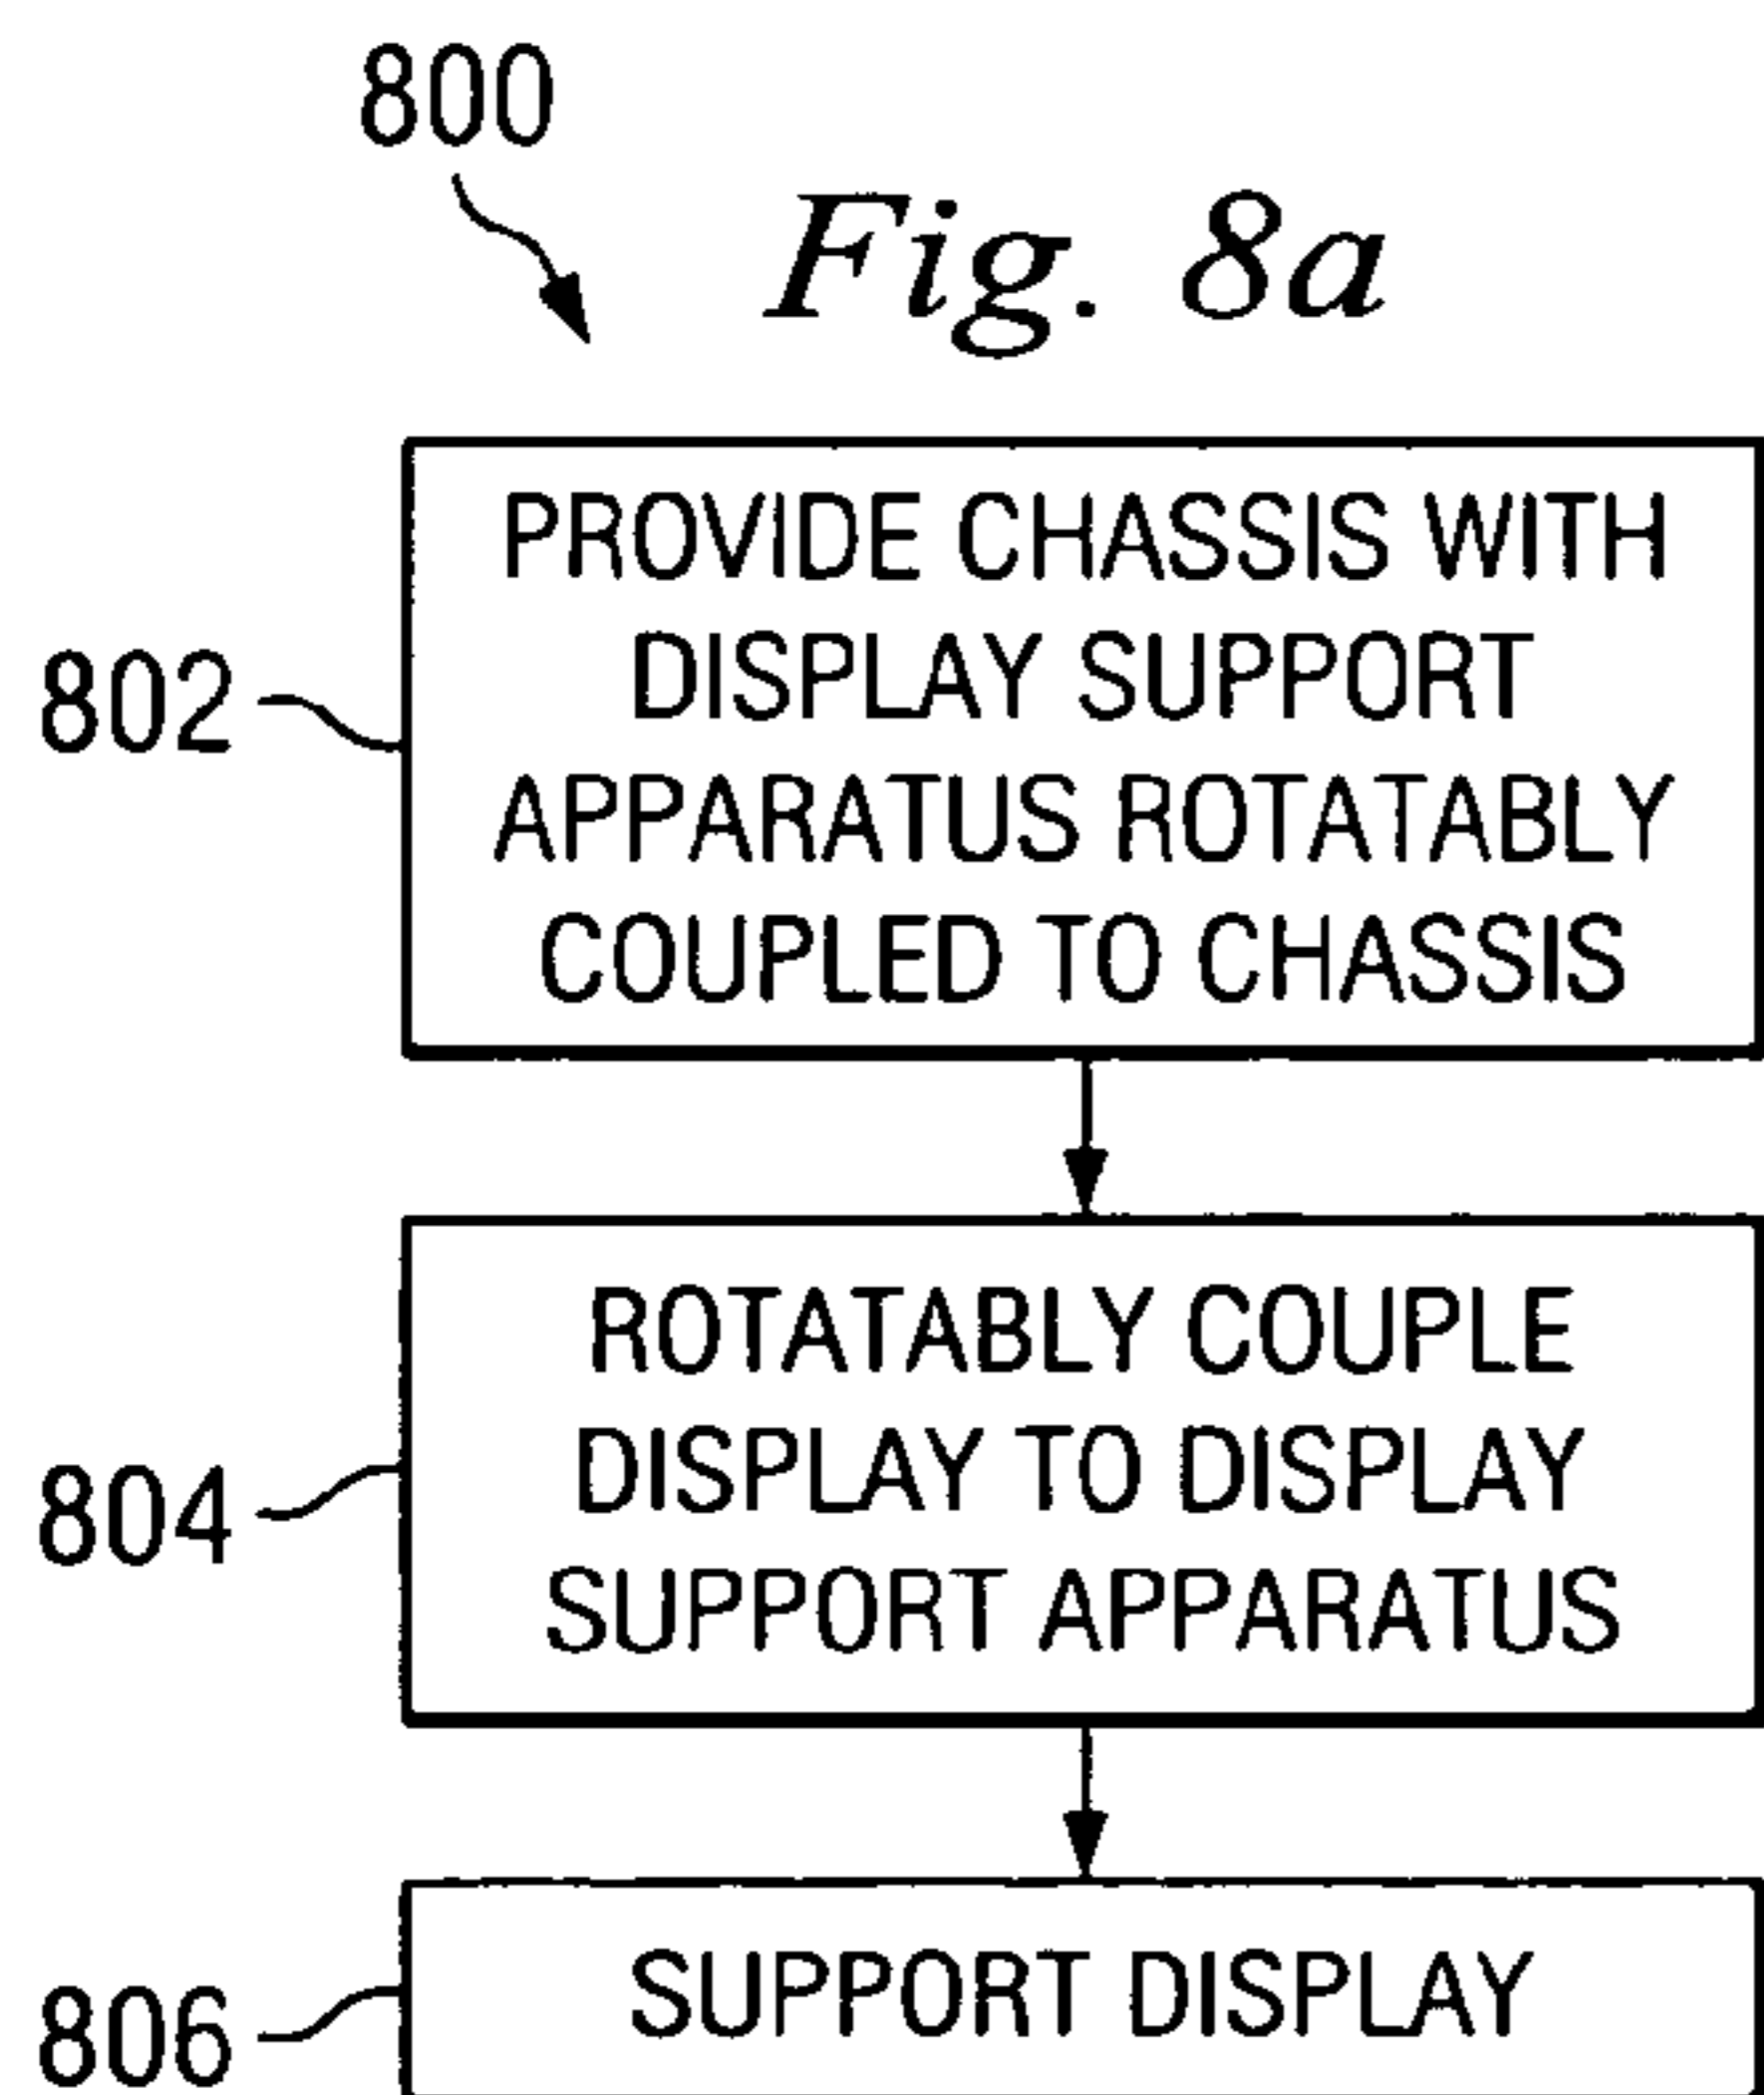 800
Fig. 8a
PROVIDE CHASSIS WITH
DISPLAY SUPPORT
APPARATUS ROTATABLY
COUPLED TO CHASSIS
802
ROTATABLY COUPLE
DISPLAY TO DISPLAY
SUPPORT APPARATUS
804
SUPPORT DISPLAY
806